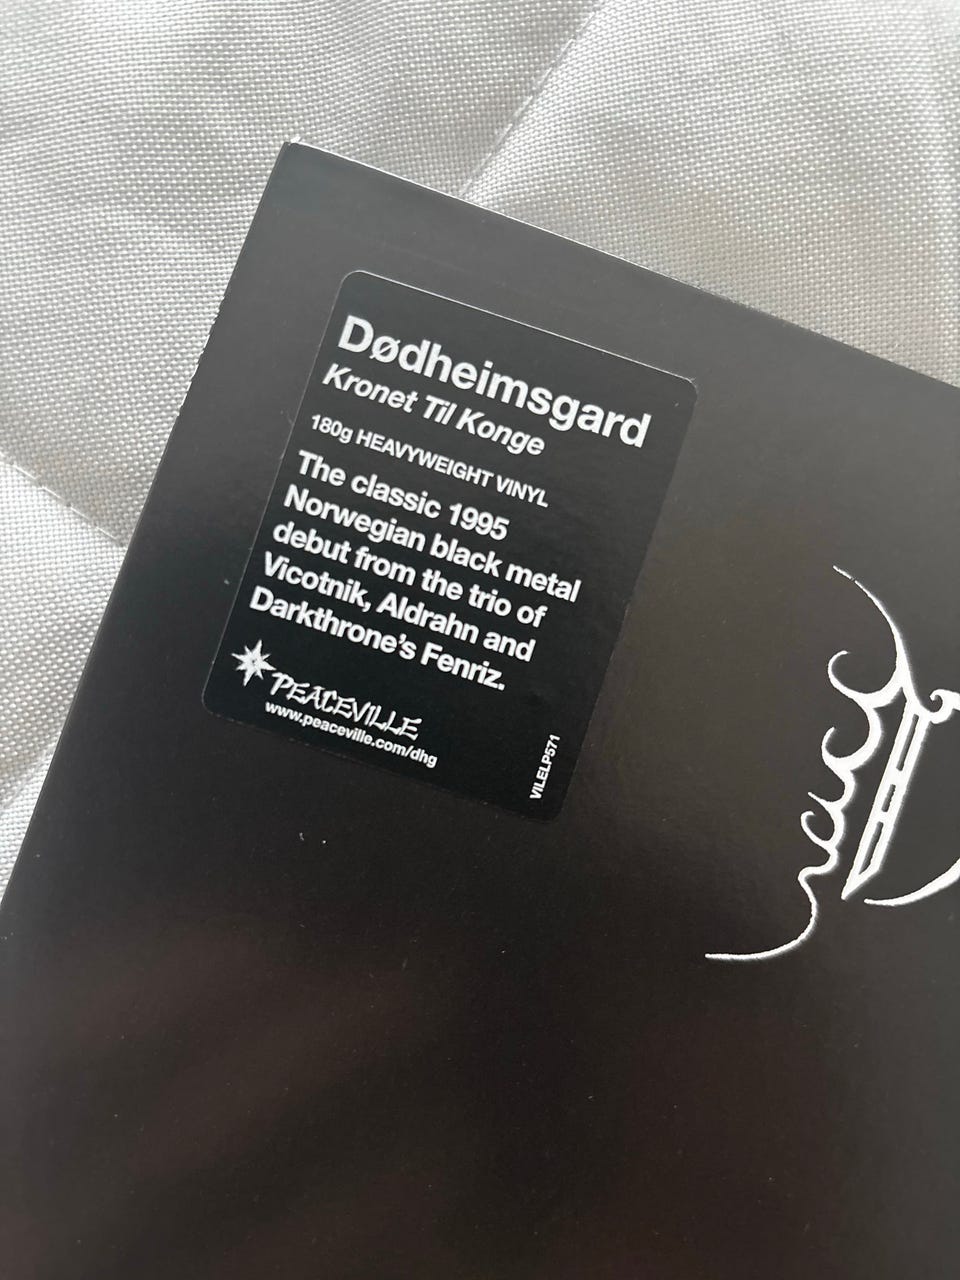 Dødheimsgard
Kronet Til Konge
180g HEAVYWEIGHT VINYL
The classic 1995
Norwegian black metal
debut from the trio of
Vicotnik, Aldrahn and
Darkthrone's Fenriz.
PEACEVILLE
www.peaceville.com/dhg
VILELP571